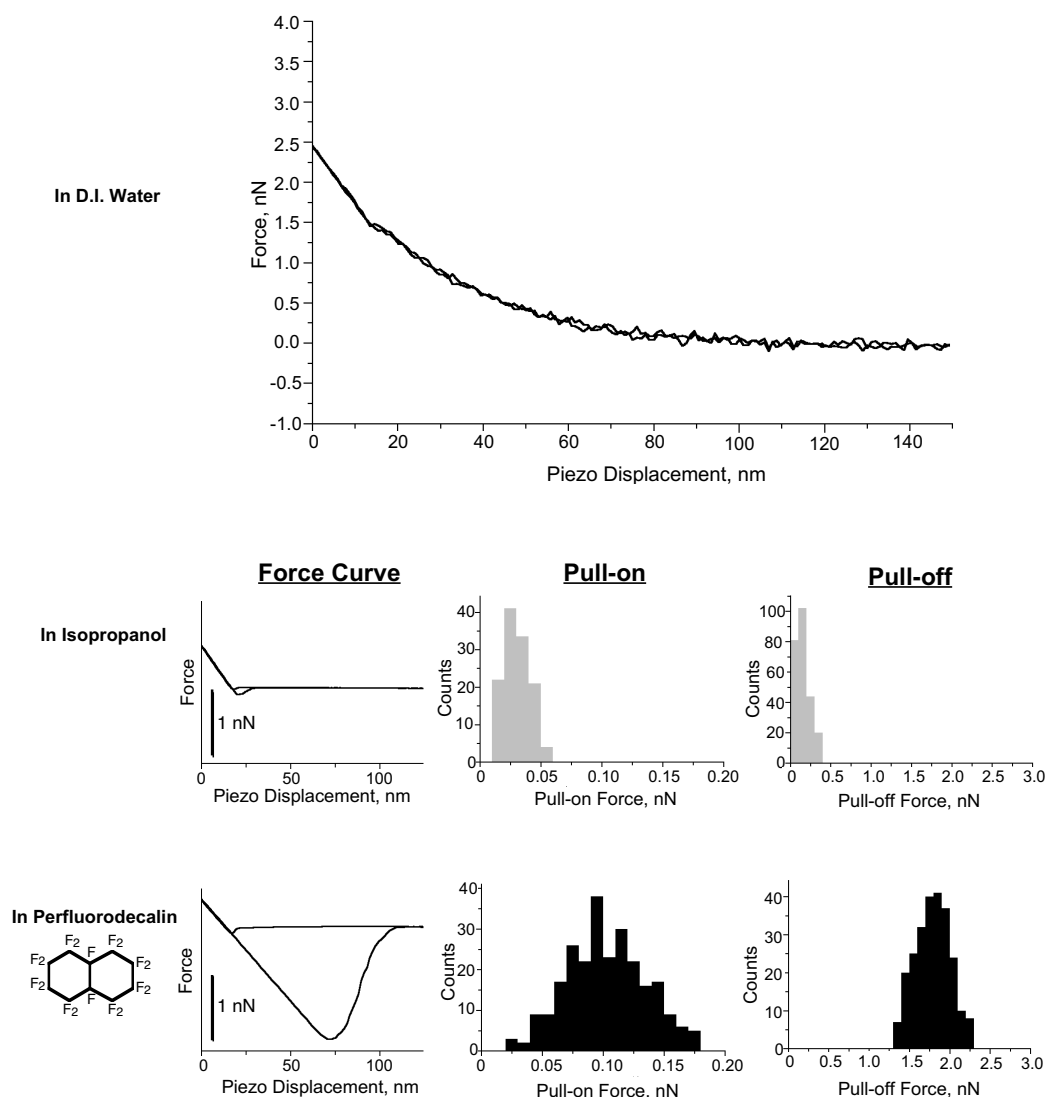 4.0
3.5
3.0
2.5
2.0
1.5
1.0
0.5
0.0
-0.5
-1.0
Force, nN
In D.I. Water
0 20 40 60 80 100 120 140
Piezo Displacement, nm
Force Curve Pull-on Pull-off
In Isopropanol
Force
1 nN
0 50 100
Piezo Displacement, nm
40
30
20
10
0
Counts
0 0.05 0.10 0.15 0.20
Pull-on Force, nN
100
80
60
40
20
0
Counts
0 0.5 1.0 1.5 2.0 2.5 3.0
Pull-off Force, nN
In Perfluorodecalin
F2 F F2
F2 F2
F2 F2
F2 F F2
Force
1 nN
0 50 100
Piezo Displacement, nm
40
30
20
10
0
Counts
0 0.05 0.10 0.15 0.20
Pull-on Force, nN
40
30
20
10
0
Counts
0 0.5 1.0 1.5 2.0 2.5 3.0
Pull-off Force, nN